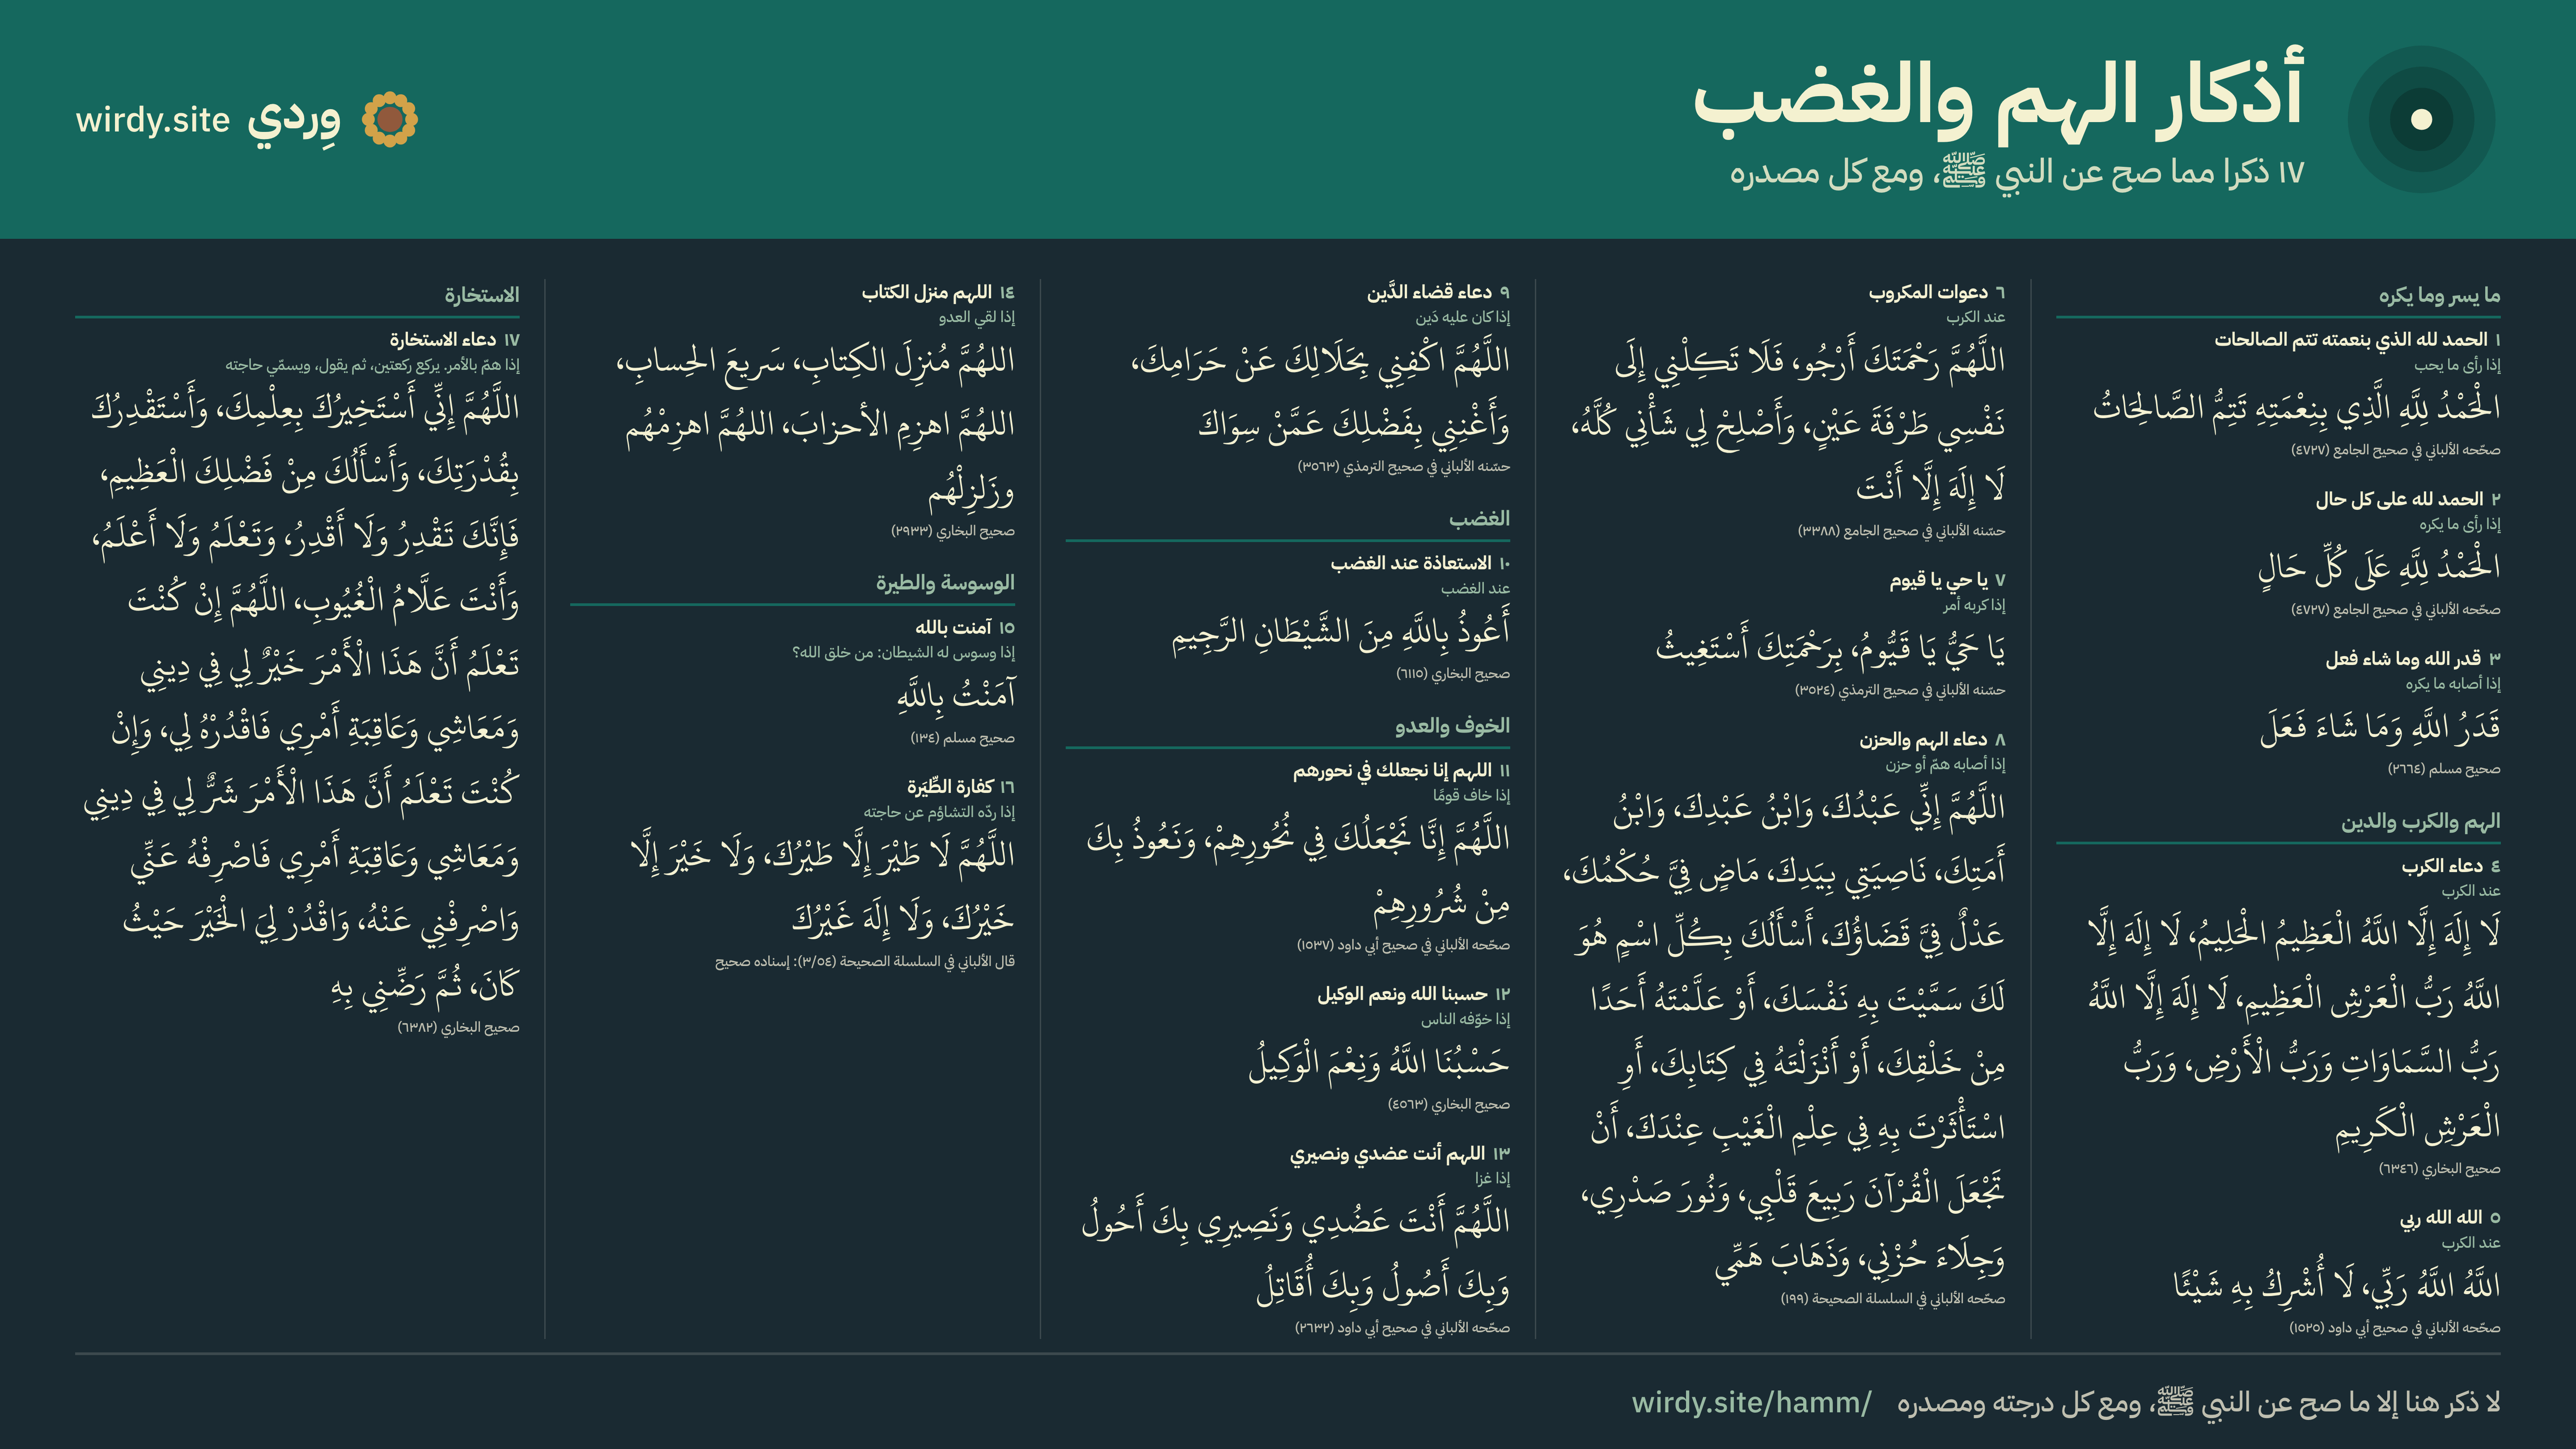 أذكار الهم والغضب
١٧ ذكرا مما صح عن النبي ﷺ، ومع كل مصدره
وِردي wirdy.site
ما يسر وما يكره
١ الحمد لله الذي بنعمته تتم الصالحات
إذا رأى ما يحب
الْحَمْدُ لِلَّهِ الَّذِي بِنِعْمَتِهِ تَتِمُّ الصَّالِحَاتُ
صحّحه الألباني في صحيح الجامع (٤٧٢٧)
٢ الحمد لله على كل حال
إذا رأى ما يكره
الْحَمْدُ لِلَّهِ عَلَى كُلِّ حَالٍ
صحّحه الألباني في صحيح الجامع (٤٧٢٧)
٣ قدر الله وما شاء فعل
إذا أصابه ما يكره
قَدَرُ اللَّهِ وَمَا شَاءَ فَعَلَ
صحيح مسلم (٢٦٦٤)
الهم والكرب والدين
٤ دعاء الكرب
عند الكرب
لَا إِلَهَ إِلَّا اللَّهُ الْعَظِيمُ الْحَلِيمُ، لَا إِلَهَ إِلَّا
اللَّهُ رَبُّ الْعَرْشِ الْعَظِيمِ، لَا إِلَهَ إِلَّا اللَّهُ
رَبُّ السَّمَاوَاتِ وَرَبُّ الْأَرْضِ، وَرَبُّ
الْعَرْشِ الْكَرِيمِ
صحيح البخاري (٦٣٤٦)
٥ الله الله ربي
عند الكرب
اللَّهُ اللَّهُ رَبِّي، لَا أُشْرِكُ بِهِ شَيْئًا
صحّحه الألباني في صحيح أبي داود (١٥٢٥)
٦ دعوات المكروب
عند الكرب
اللَّهُمَّ رَحْمَتَكَ أَرْجُو، فَلَا تَكِلْنِي إِلَى
نَفْسِي طَرْفَةَ عَيْنٍ، وَأَصْلِحْ لِي شَأْنِي كُلَّهُ،
لَا إِلَهَ إِلَّا أَنْتَ
حسّنه الألباني في صحيح الجامع (٣٣٨٨)
٧ يا حي يا قيوم
إذا كربه أمر
يَا حَيُّ يَا قَيُّومُ، بِرَحْمَتِكَ أَسْتَغِيثُ
حسّنه الألباني في صحيح الترمذي (٣٥٢٤)
٨ دعاء الهم والحزن
إذا أصابه همّ أو حزن
اللَّهُمَّ إِنِّي عَبْدُكَ، وَابْنُ عَبْدِكَ، وَابْنُ
أَمَتِكَ، نَاصِيَتِي بِيَدِكَ، مَاضٍ فِيَّ حُكْمُكَ،
عَدْلٌ فِيَّ قَضَاؤُكَ، أَسْأَلُكَ بِكُلِّ اسْمٍ هُوَ
لَكَ سَمَّيْتَ بِهِ نَفْسَكَ، أَوْ عَلَّمْتَهُ أَحَدًا
مِنْ خَلْقِكَ، أَوْ أَنْزَلْتَهُ فِي كِتَابِكَ، أَوِ
اسْتَأْثَرْتَ بِهِ فِي عِلْمِ الْغَيْبِ عِنْدَكَ، أَنْ
تَجْعَلَ الْقُرْآنَ رَبِيعَ قَلْبِي، وَنُورَ صَدْرِي،
وَجِلَاءَ حُزْنِي، وَذَهَابَ هَمِّي
صحّحه الألباني في السلسلة الصحيحة (١٩٩)
٩ دعاء قضاء الدَّين
إذا كان عليه دَين
اللَّهُمَّ اكْفِنِي بِحَلَالِكَ عَنْ حَرَامِكَ،
وَأَغْنِنِي بِفَضْلِكَ عَمَّنْ سِوَاكَ
حسّنه الألباني في صحيح الترمذي (٣٥٦٣)
الغضب
١٠ الاستعاذة عند الغضب
عند الغضب
أَعُوذُ بِاللَّهِ مِنَ الشَّيْطَانِ الرَّجِيمِ
صحيح البخاري (٦١١٥)
الخوف والعدو
١١ اللهم إنا نجعلك في نحورهم
إذا خاف قومًا
اللَّهُمَّ إِنَّا نَجْعَلُكَ فِي نُحُورِهِمْ، وَنَعُوذُ بِكَ
مِنْ شُرُورِهِمْ
صحّحه الألباني في صحيح أبي داود (١٥٣٧)
١٢ حسبنا الله ونعم الوكيل
إذا خوّفه الناس
حَسْبُنَا اللَّهُ وَنِعْمَ الْوَكِيلُ
صحيح البخاري (٤٥٦٣)
١٣ اللهم أنت عضدي ونصيري
إذا غزا
اللَّهُمَّ أَنْتَ عَضُدِي وَنَصِيرِي بِكَ أَحُولُ
وَبِكَ أَصُولُ وَبِكَ أُقَاتِلُ
صحّحه الألباني في صحيح أبي داود (٢٦٣٢)
١٤ اللهم منزل الكتاب
إذا لقي العدو
اللهُمَّ مُنزِلَ الكِتابِ، سَريعَ الحِسابِ،
اللهُمَّ اهزِمِ الأحزابَ، اللهُمَّ اهزِمْهُم
وزَلزِلْهُم
صحيح البخاري (٢٩٣٣)
الوسوسة والطيرة
١٥ آمنت بالله
إذا وسوس له الشيطان: من خلق الله؟
آمَنْتُ بِاللَّهِ
صحيح مسلم (١٣٤)
١٦ كفارة الطِّيَرة
إذا ردّه التشاؤم عن حاجته
اللَّهُمَّ لَا طَيْرَ إِلَّا طَيْرُكَ، وَلَا خَيْرَ إِلَّا
خَيْرُكَ، وَلَا إِلَهَ غَيْرُكَ
قال الألباني في السلسلة الصحيحة (٣/٥٤): إسناده صحيح
الاستخارة
١٧ دعاء الاستخارة
إذا همّ بالأمر. يركع ركعتين، ثم يقول، ويسمّي حاجته
اللَّهُمَّ إِنِّي أَسْتَخِيرُكَ بِعِلْمِكَ، وَأَسْتَقْدِرُكَ
بِقُدْرَتِكَ، وَأَسْأَلُكَ مِنْ فَضْلِكَ الْعَظِيمِ،
فَإِنَّكَ تَقْدِرُ وَلَا أَقْدِرُ، وَتَعْلَمُ وَلَا أَعْلَمُ،
وَأَنْتَ عَلَّامُ الْغُيُوبِ، اللَّهُمَّ إِنْ كُنْتَ
تَعْلَمُ أَنَّ هَذَا الْأَمْرَ خَيْرٌ لِي فِي دِينِي
وَمَعَاشِي وَعَاقِبَةِ أَمْرِي فَاقْدُرْهُ لِي، وَإِنْ
كُنْتَ تَعْلَمُ أَنَّ هَذَا الْأَمْرَ شَرٌّ لِي فِي دِينِي
وَمَعَاشِي وَعَاقِبَةِ أَمْرِي فَاصْرِفْهُ عَنِّي
وَاصْرِفْنِي عَنْهُ، وَاقْدُرْ لِيَ الْخَيْرَ حَيْثُ
كَانَ، ثُمَّ رَضِّنِي بِهِ
صحيح البخاري (٦٣٨٢)
لا ذكر هنا إلا ما صح عن النبي ﷺ، ومع كل درجته ومصدره wirdy.site/hamm/